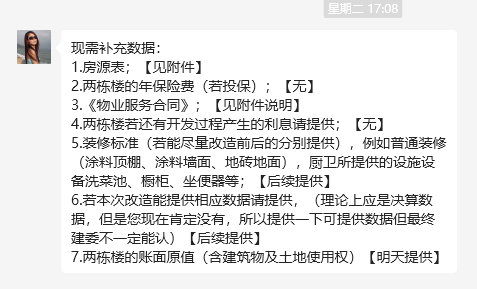 星期二 17:08
现需补充数据：
1.房源表；【见附件】
2.两栋楼的年保险费（若投保）；【无】
3.《物业服务合同》；【见附件说明】
4.两栋楼若还有开发过程产生的利息请提供；【无】
5.装修标准（若能尽量改造前后的分别提供），例如普通装修
（涂料顶棚、涂料墙面、地砖地面），厨卫所提供的设施设
备洗菜池、橱柜、坐便器等；【后续提供】
6.若本次改造能提供相应数据请提供，（理论上应是决算数
据，但是您现在肯定没有，所以提供一下可提供数据但最终
建委不一定能认）【后续提供】
7.两栋楼的账面原值（含建筑物及土地使用权）【明天提供】